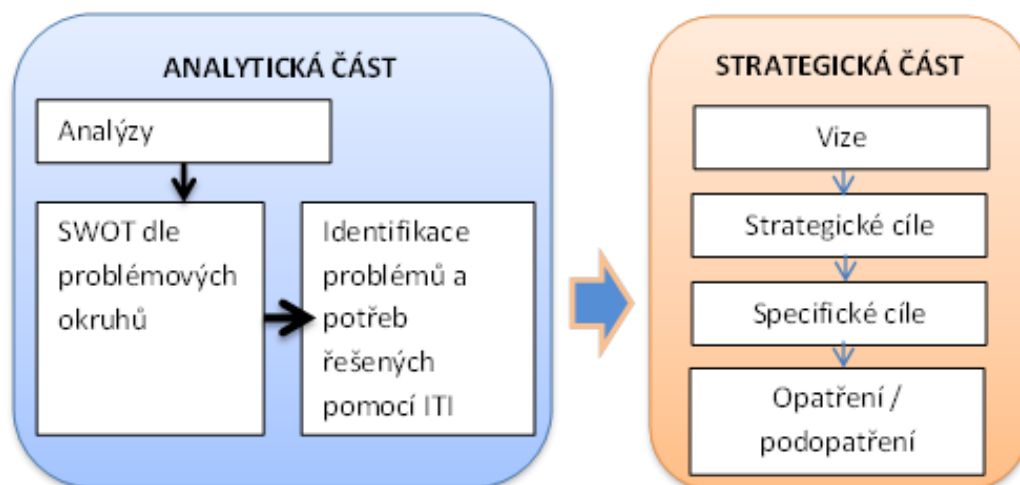 ANALYTICKÁ ČÁST
Analýzy
SWOT dle
problémových
okruhů
Identifikace
problémů a
potřeb
řešených
pomocí ITI
STRATEGICKÁ ČÁST
Vize
Strategické cíle
Specifické cíle
Opatření /
podopatření